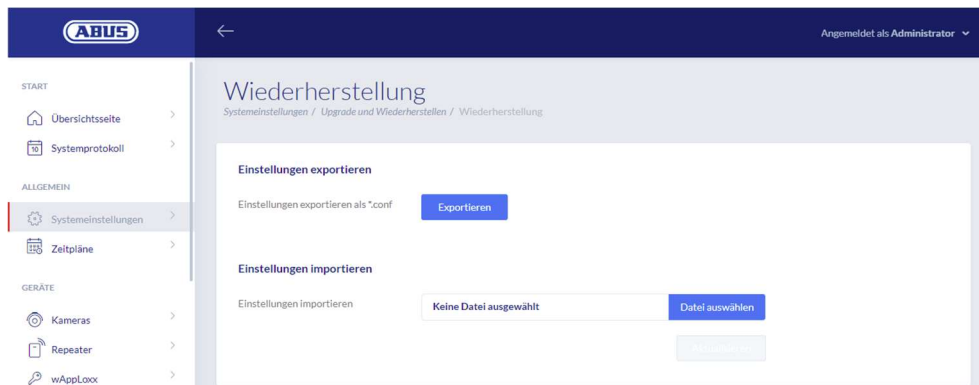 ABUS
Angemeldet als Administrator
START
Übersichtsseite
Systemprotokoll
ALLGEMEIN
Systemeinstellungen
Zeitpläne
GERÄTE
Kameras
Repeater
wAppLoxx
Wiederherstellung
Systemeinstellungen / Upgrade und Wiederherstellen / Wiederherstellung
Einstellungen exportieren
Einstellungen exportieren als *.conf
Exportieren
Einstellungen importieren
Einstellungen importieren
Keine Datei ausgewählt
Datei auswählen